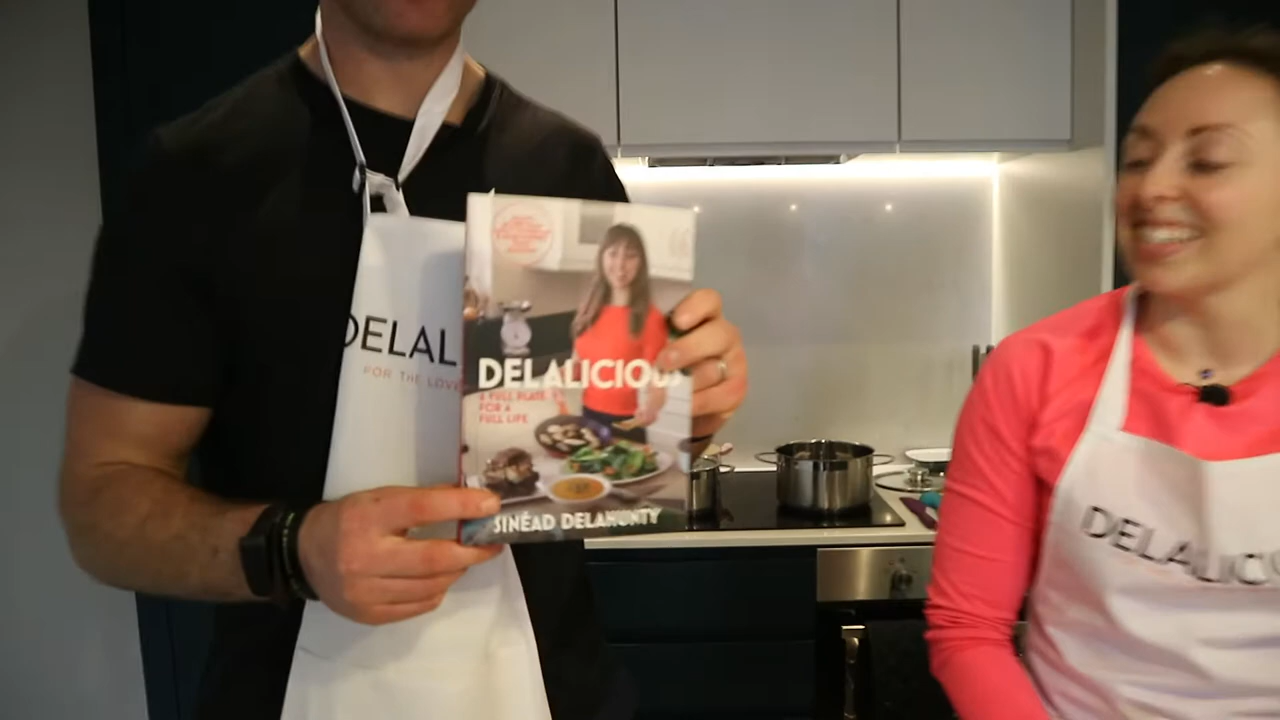 DELAL
FOR THE LOVE
DELALICIOUS
A FULL PLATE
FOR A
FULL LIFE
SINÉAD DELAHUNTY
DELALICIO